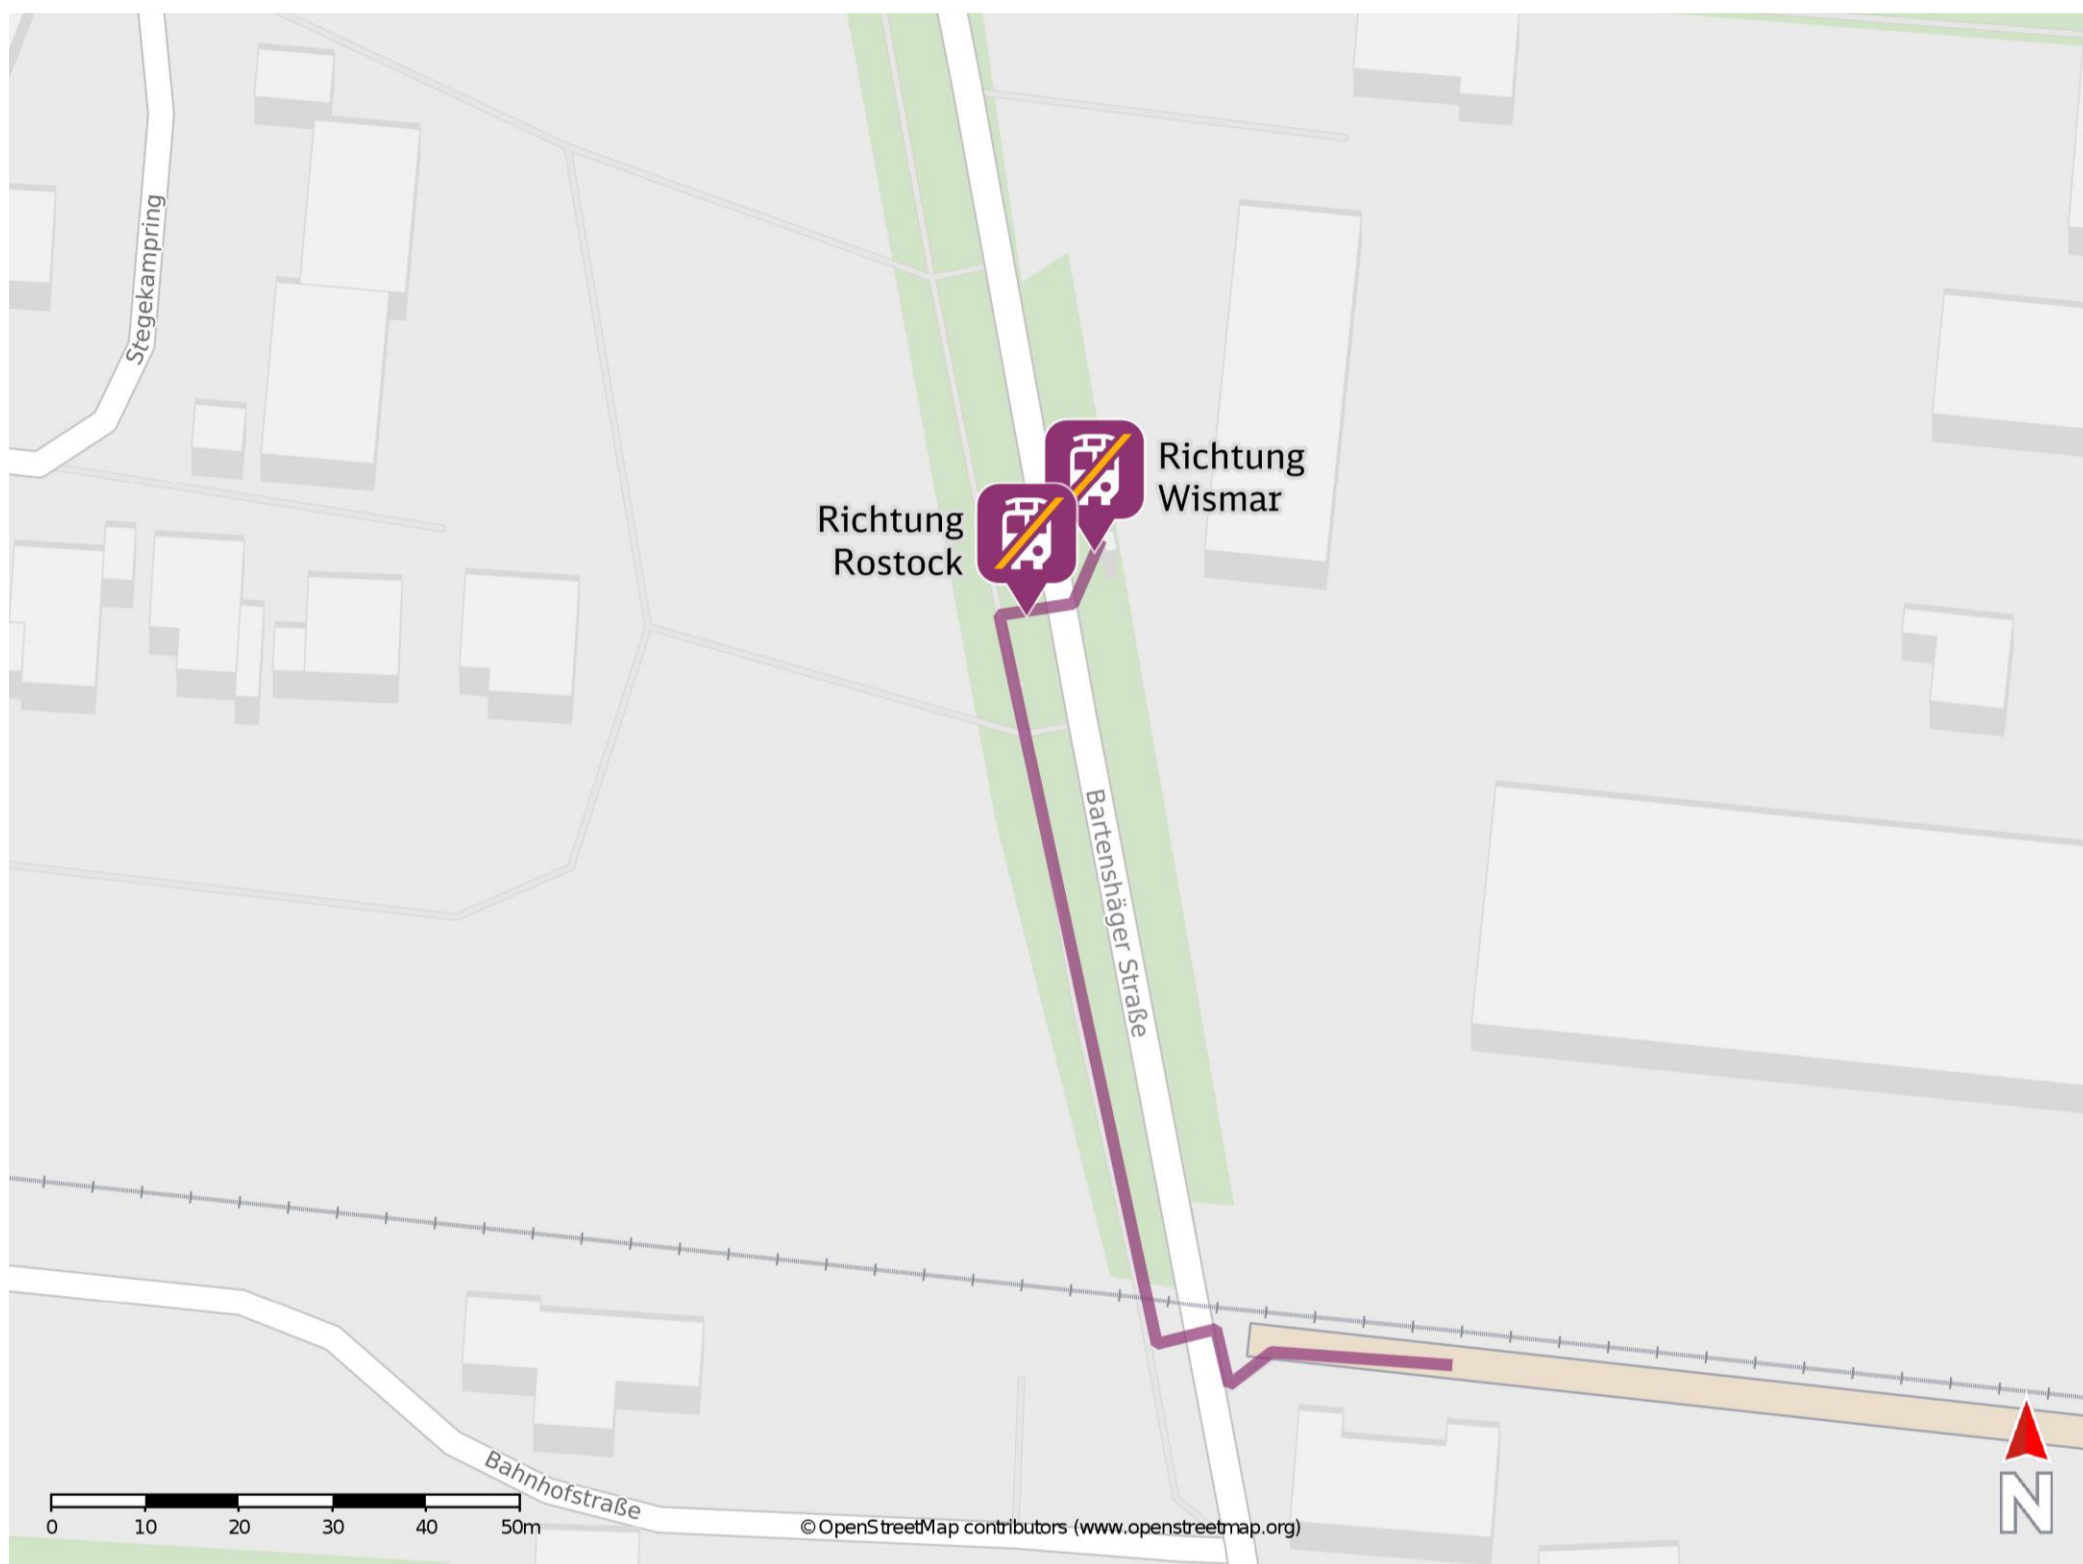 Stegekampring
Richtung
Wismar
Richtung
Rostock
Bartenshäger Straße
Bahnhofstraße
0 10 20 30 40 50m
© OpenStreetMap contributors (www.openstreetmap.org)
N